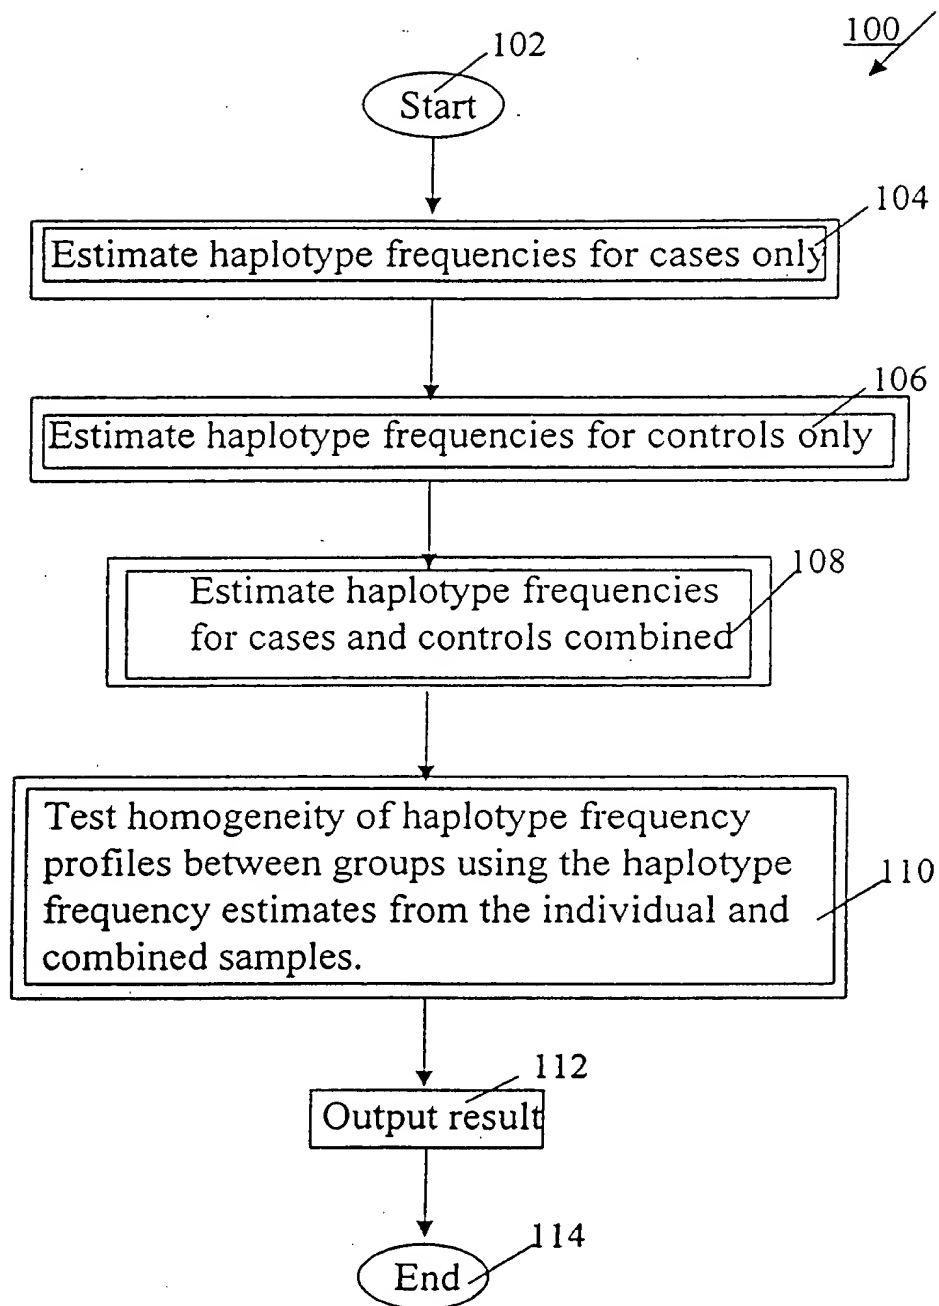 100
102
Start
104
Estimate haplotype frequencies for cases only
106
Estimate haplotype frequencies for controls only
108
Estimate haplotype frequencies
for cases and controls combined
Test homogeneity of haplotype frequency
profiles between groups using the haplotype
110
frequency estimates from the individual and
combined samples.
112
Output result
114
End